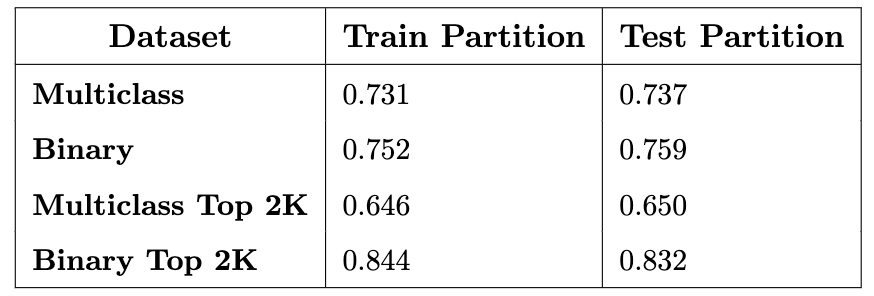 Dataset Train Partition Test Partition
Multiclass 0.731 0.737
Binary 0.752 0.759
Multiclass Top 2K 0.646 0.650
Binary Top 2K 0.844 0.832